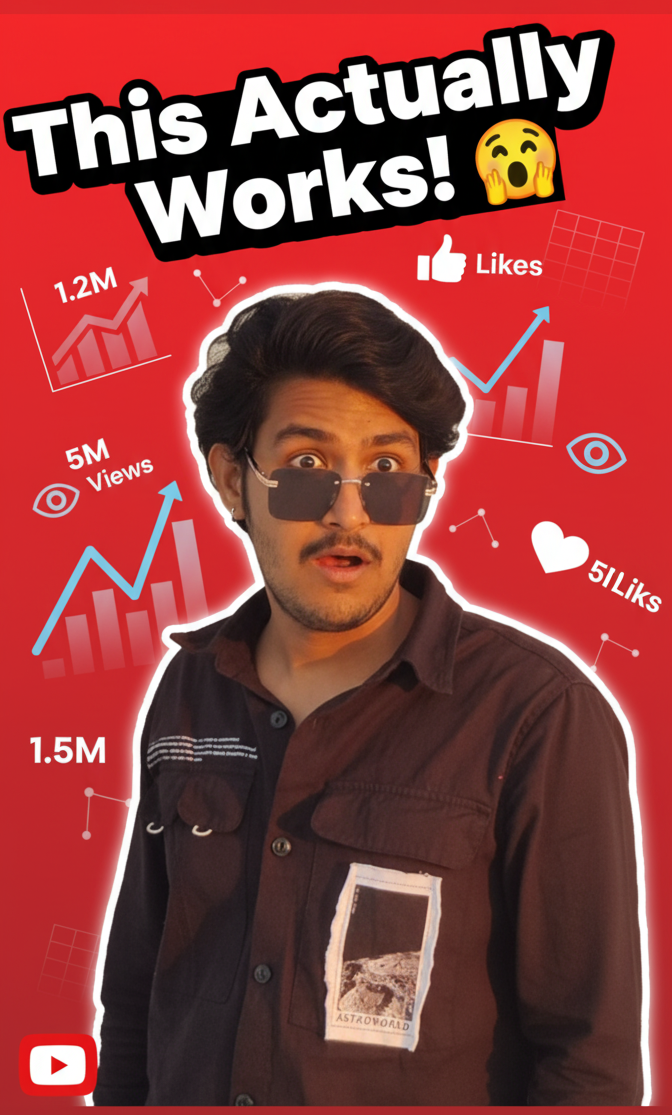 This Actually
Works! 😱
1.2M
Likes
5M
Views
5ILiks
1.5M
ASTROWORLD